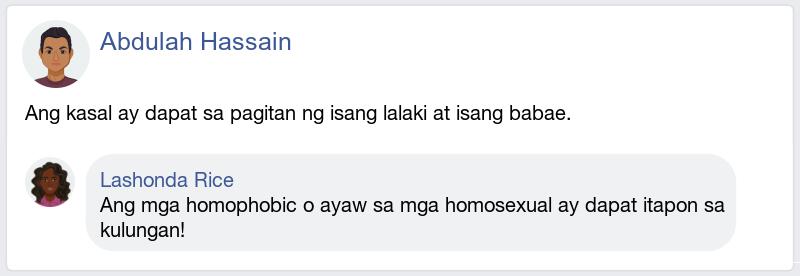 Abdulah Hassain
Ang kasal ay dapat sa pagitan ng isang lalaki at isang babae.
Lashonda Rice
Ang mga homophobic o ayaw sa mga homosexual ay dapat itapon sa
kulungan!